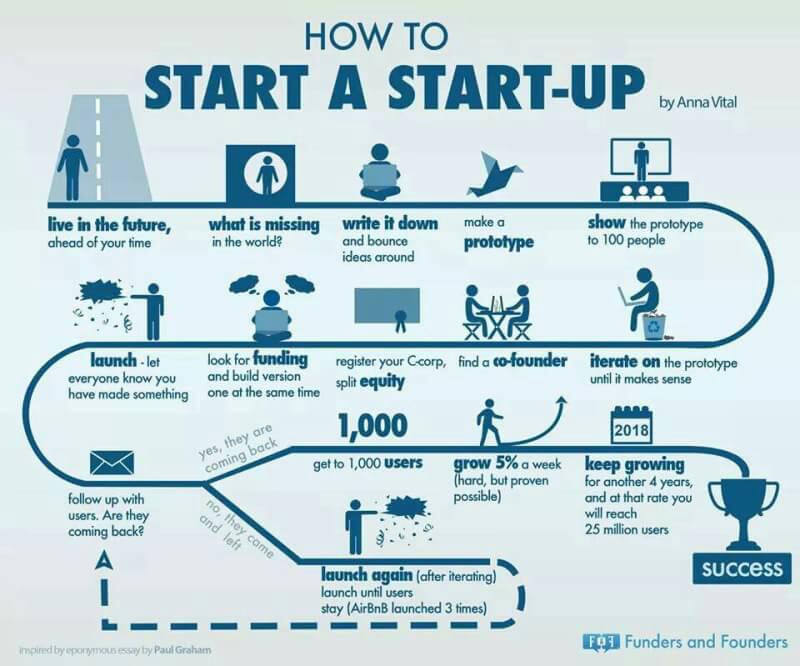 HOW TO
START A START-UP
by Anna Vital
live in the future,
ahead of your time
what is missing
in the world?
write it down
and bounce
ideas around
make a
prototype
show the prototype
to 100 people
launch - let
everyone know you
have made something
look for funding
and build version
one at the same time
register your C-corp,
split equity
find a co-founder
iterate on the prototype
until it makes sense
follow up with
users. Are they
coming back?
yes, they are
coming back
no, they came
and left
1,000
get to 1,000 users
grow 5% a week
(hard, but proven
possible)
2018
keep growing
for another 4 years,
and at that rate you
will reach
25 million users
success
launch again (after iterating)
launch until users
stay (AirBnB launched 3 times)
inspired by eponymous essay by Paul Graham
FOF Funders and Founders